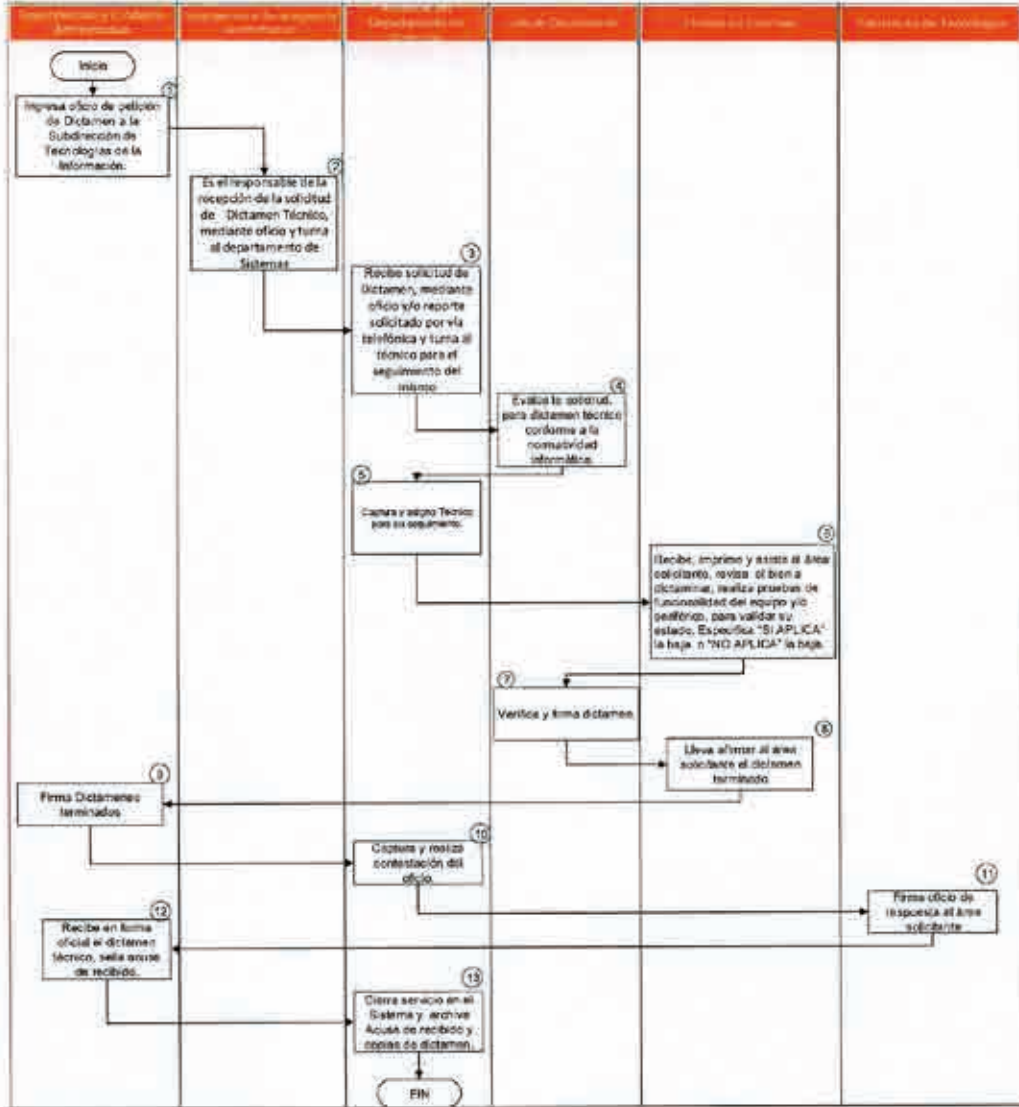 Inicio
1
Ingresa oficio de petición
de Dictamen a la
Subdirección de
Tecnologías de la
Información.
2
Es el responsable de la
recepción de la solicitud
de Dictamen Técnico,
mediante oficio y turna
al departamento de
Sistemas
3
Recibe solicitud de
Dictamen, mediante
oficio y/o reporte
solicitado por vía
telefónica y turna al
técnico para el
seguimiento del
mismo
4
Evalúa la solicitud,
para dictamen técnico
conforme a la
normatividad
informática.
5
Captura y asigna Técnico
para su seguimiento.
Recibe, imprime y asiste al área
solicitante, revisa el bien a
dictaminar, realiza pruebas de
funcionalidad del equipo y/o
periférico, para validar su
estado. Especifica "SI APLICA"
la baja o "NO APLICA" la baja.
7
Verifica y firma dictamen.
8
Lleva a firmar al área
solicitante el dictamen
terminado
9
Firma Dictámenes
terminados
10
Captura y realiza
contestación del
oficio.
11
Firma oficio de
respuesta al área
solicitante
12
Recibe en forma
oficial el dictamen
técnico, sella acuse
de recibido.
13
Cierra servicio en el
Sistema y archiva
Acuse de recibido y
copias de dictamen.
FIN